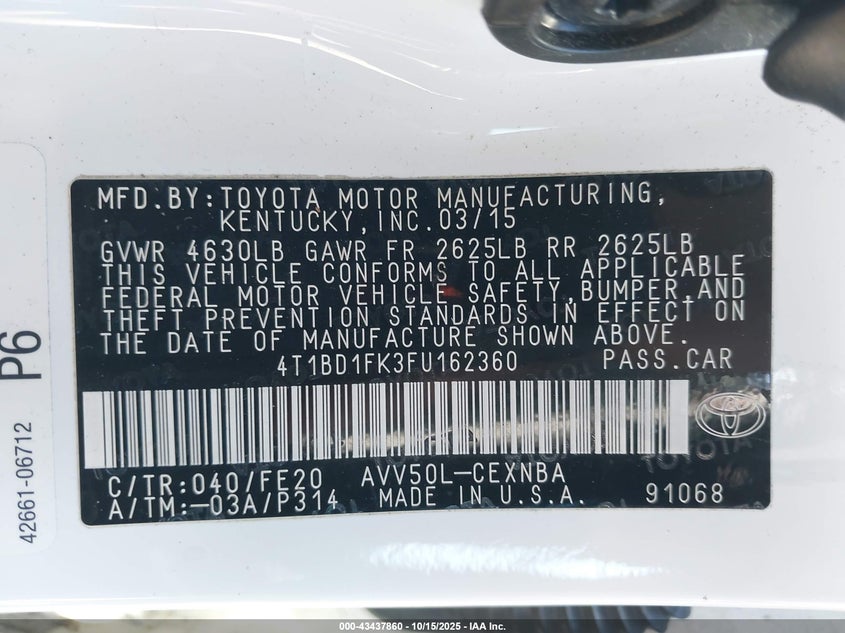 MFD.BY:TOYOTA MOTOR MANUFACTURING,
KENTUCKY,INC.03/15
GVWR 4630LB GAWR FR 2625LB RR 2625LB
THIS VEHICLE CONFORMS TO ALL APPLICABLE
FEDERAL MOTOR VEHICLE SAFETY,BUMPER,AND
THEFT PREVENTION STANDARDS IN EFFECT ON
THE DATE OF MANUFACTURE SHOWN ABOVE.
4T1BD1FK3FU162360 PASS.CAR
C/TR:040/FE20 AVV50L-CEXNBA
A/TM:-03A/P314 MADE IN U.S.A. 91068
P6
42661-06712
000-43437860 - 10/15/2025 - IAA Inc.